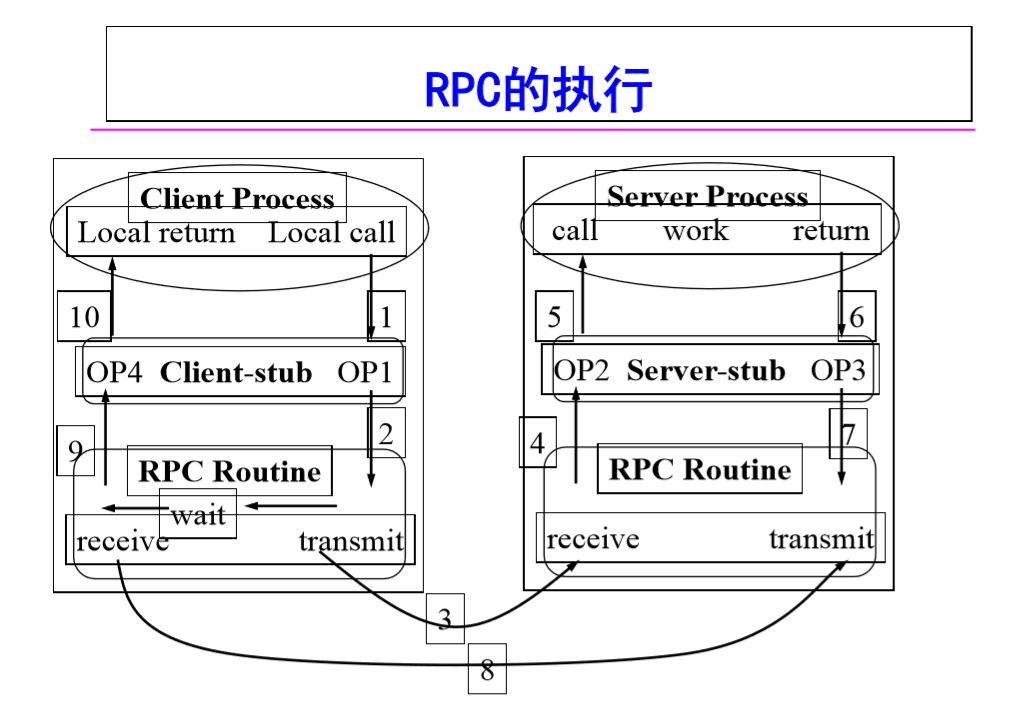 RPC的执行
Client Process
Local return Local call
10
1
OP4 Client-stub OP1
9
2
RPC Routine
wait
receive transmit
Server Process
call work return
5
6
OP2 Server-stub OP3
4
7
RPC Routine
receive transmit
3
8